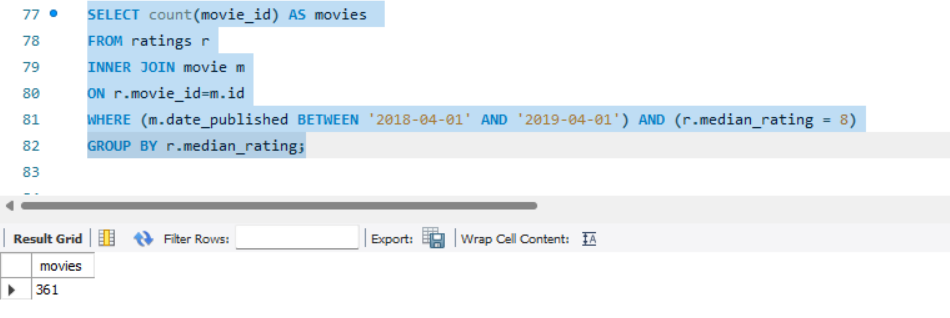 77 SELECT count(movie_id) AS movies
78 FROM ratings r
79 INNER JOIN movie m
80 ON r.movie_id=m.id
81 WHERE (m.date_published BETWEEN '2018-04-01' AND '2019-04-01') AND (r.median_rating = 8)
82 GROUP BY r.median_rating;
83
Result Grid Filter Rows: Export: Wrap Cell Content: IA
movies
361